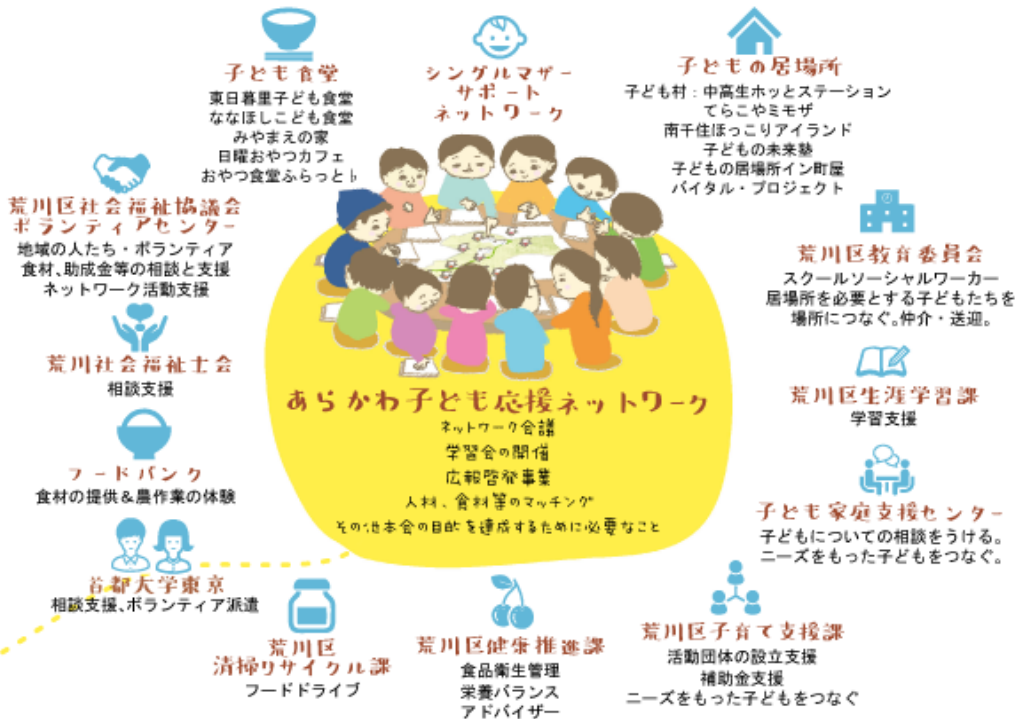 子ども食堂
東日暮里子ども食堂
ななほしこども食堂
みやまえの家
日曜おやつカフェ
おやつ食堂ふらっと♭
シングルマザー
サポート
ネットワーク
子どもの居場所
子ども村：中高生ホッとステーション
てらこやミモザ
南千住ほっこりアイランド
子どもの未来塾
子どもの居場所イン町屋
バイタル・プロジェクト
荒川区社会福祉協議会
ボランティアセンター
地域の人たち・ボランティア
食材、助成金等の相談と支援
ネットワーク活動支援
荒川区教育委員会
スクールソーシャルワーカー
居場所を必要とする子どもたちを
場所につなぐ。仲介・送迎。
荒川社会福祉士会
相談支援
荒川区生涯学習課
学習支援
フードバンク
食材の提供＆農作業の体験
子ども家庭支援センター
子どもについての相談をうける。
ニーズをもった子どもをつなぐ。
首都大学東京
相談支援、ボランティア派遣
荒川区
清掃リサイクル課
フードドライブ
荒川区健康推進課
食品衛生管理
栄養バランス
アドバイザー
荒川区子育て支援課
活動団体の設立支援
補助金支援
ニーズをもった子どもをつなぐ
あらかわ子ども応援ネットワーク
ネットワーク会議
学習会の開催
広報啓発事業
人材、食材等のマッチング
その他本会の目的を達成するために必要なこと